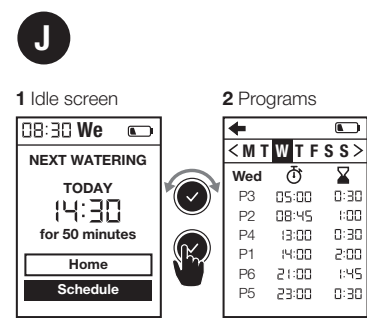 J
1 Idle screen
08:30 We
NEXT WATERING
TODAY
14:30
for 50 minutes
Home
Schedule
2 Programs
< M T W T F S S >
Wed
P3 05:00 0:30
P2 08:45 1:00
P4 13:00 0:30
P1 14:00 2:00
P6 21:00 1:45
P5 23:00 0:30